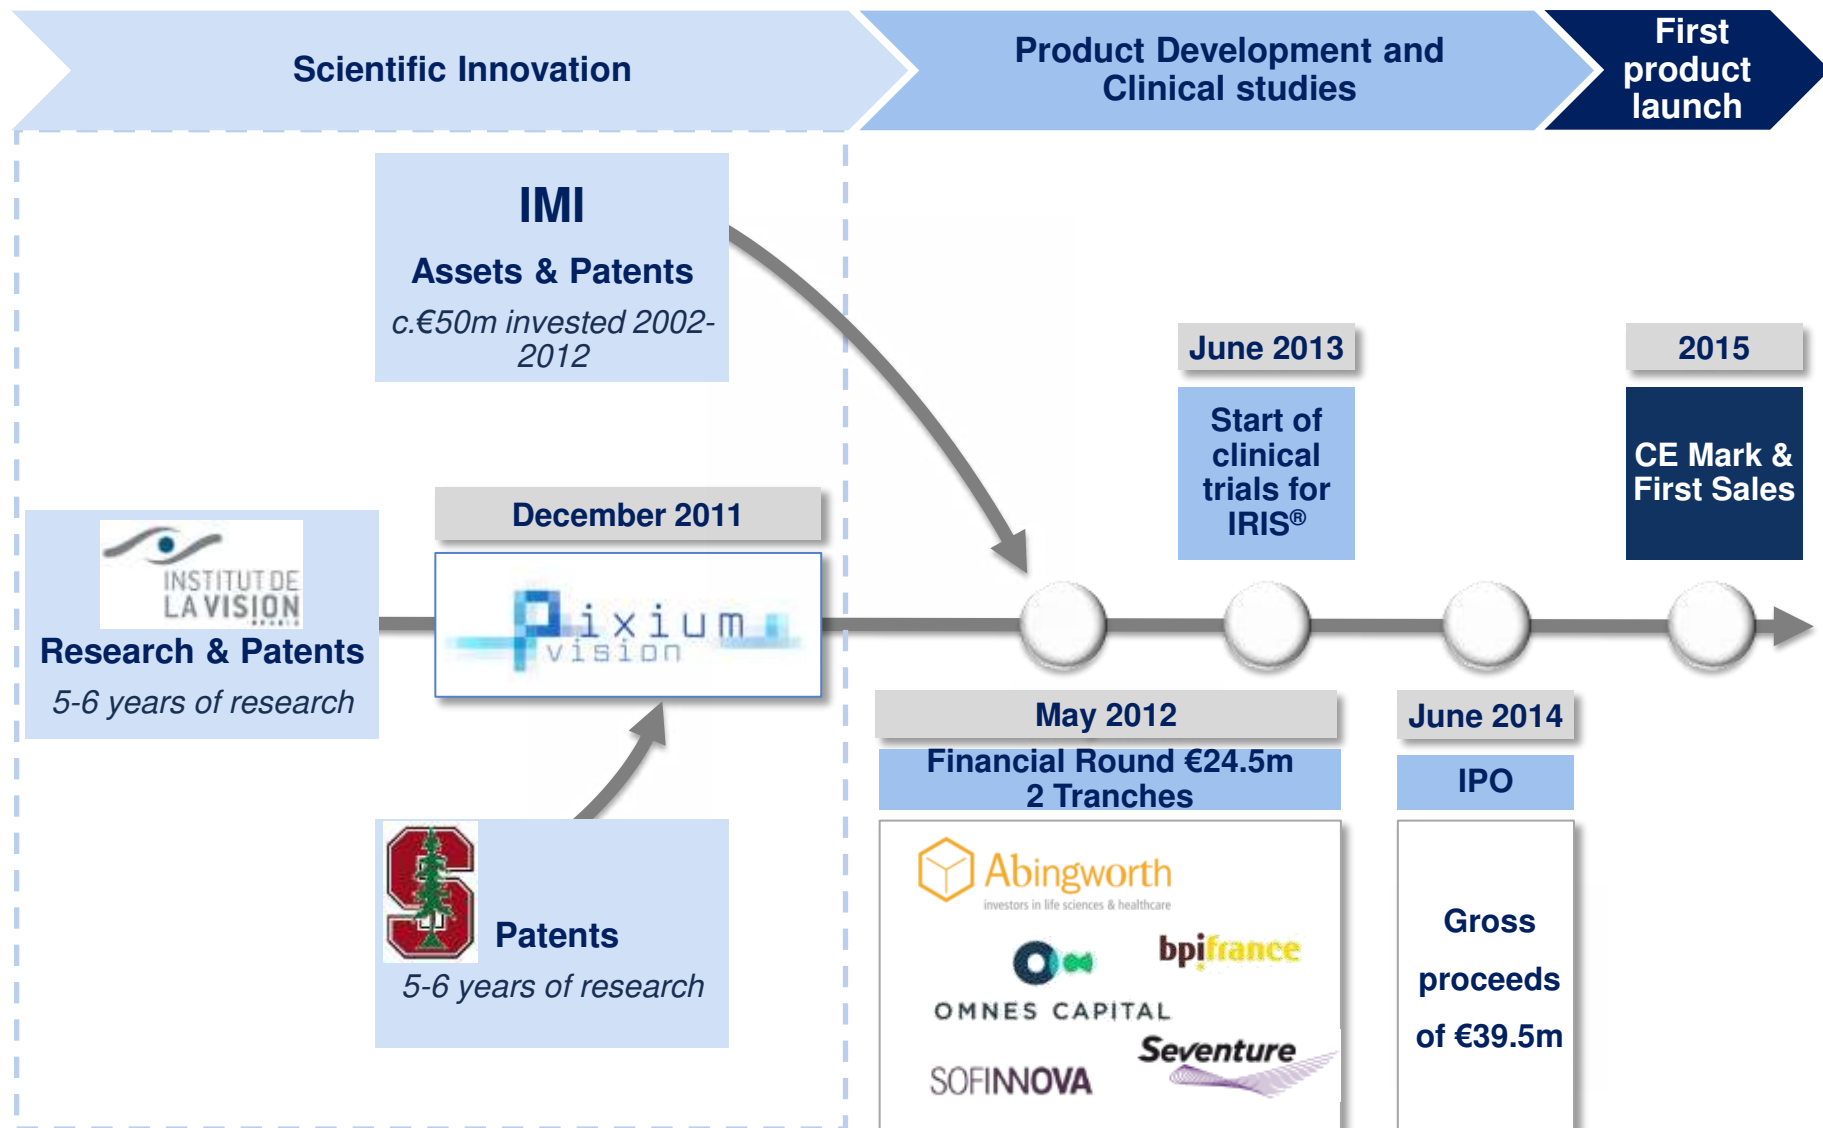 Scientific Innovation
Product Development and
Clinical studies
First
product
launch
IMI
Assets & Patents
c.€50m invested 2002-
2012
June 2013
Start of
clinical
trials for
IRIS®
2015
CE Mark &
First Sales
December 2011
pixium
vision
INSTITUT DE
LA VISION
Research & Patents
5-6 years of research
Patents
5-6 years of research
May 2012
Financial Round €24.5m
2 Tranches
Abingworth
investors in life sciences & healthcare
bpifrance
OMNES CAPITAL
Seventure
SOFINNOVA
June 2014
IPO
Gross
proceeds
of €39.5m